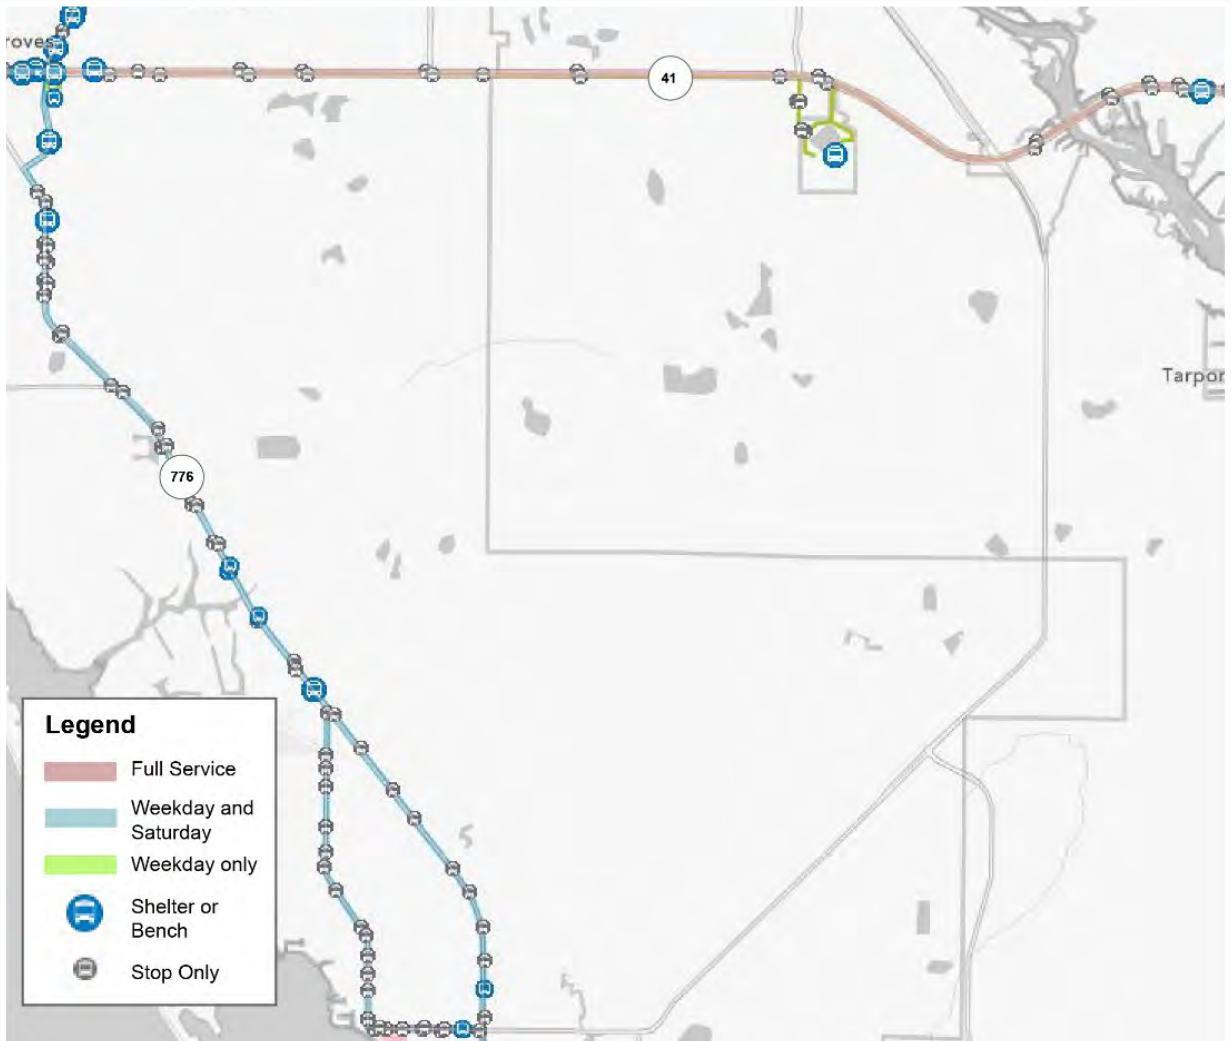 roves
41
Tarpor
776
Legend
Full Service
Weekday and
Saturday
Weekday only
Shelter or
Bench
Stop Only